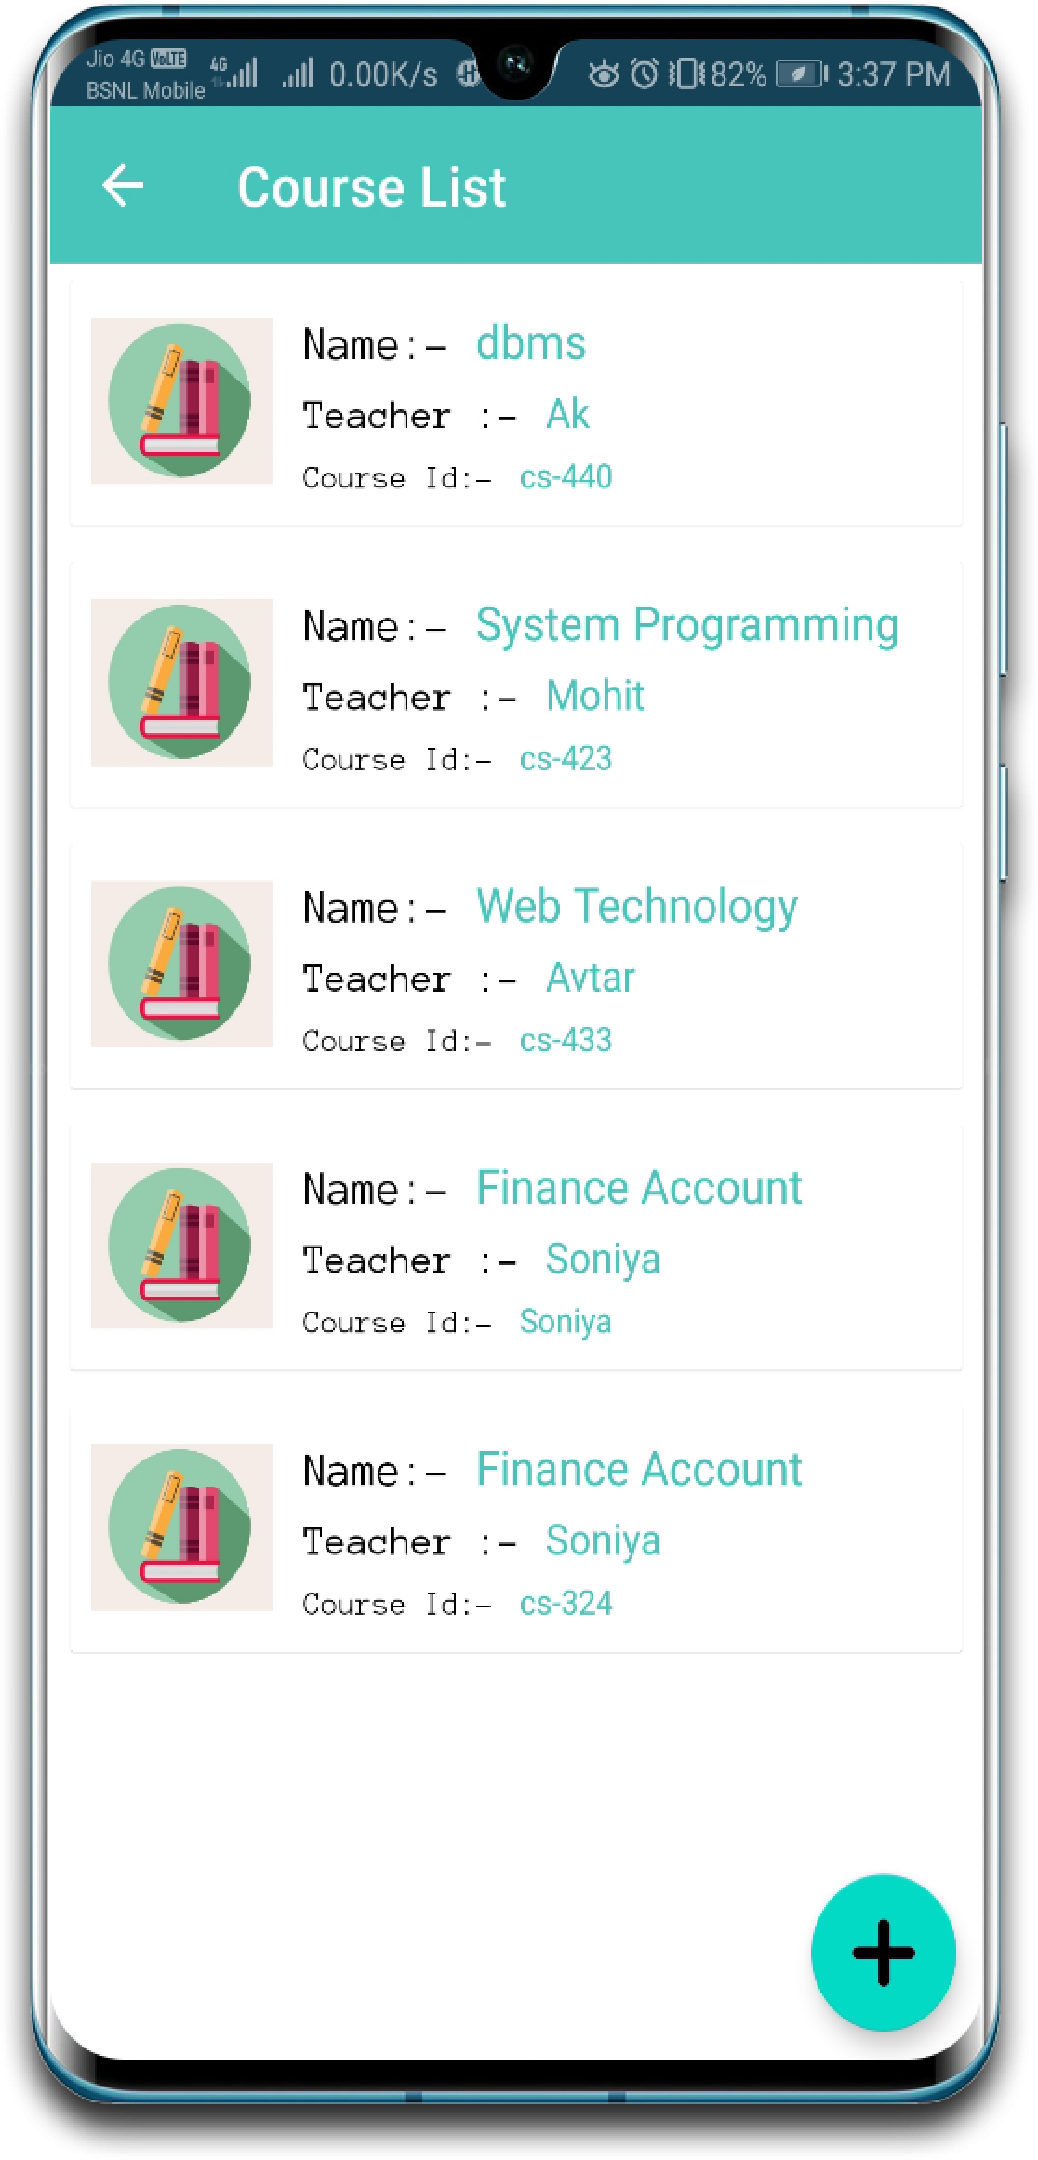 Jio 4G VoLTE
BSNL Mobile
4G
0.00K/s
82%
3:37 PM
Course List
Name:- dbms
Teacher :- Ak
Course Id:- cs-440
Name:- System Programming
Teacher :- Mohit
Course Id:- cs-423
Name:- Web Technology
Teacher :- Avtar
Course Id:- cs-433
Name:- Finance Account
Teacher :- Soniya
Course Id:- Soniya
Name:- Finance Account
Teacher :- Soniya
Course Id:- cs-324